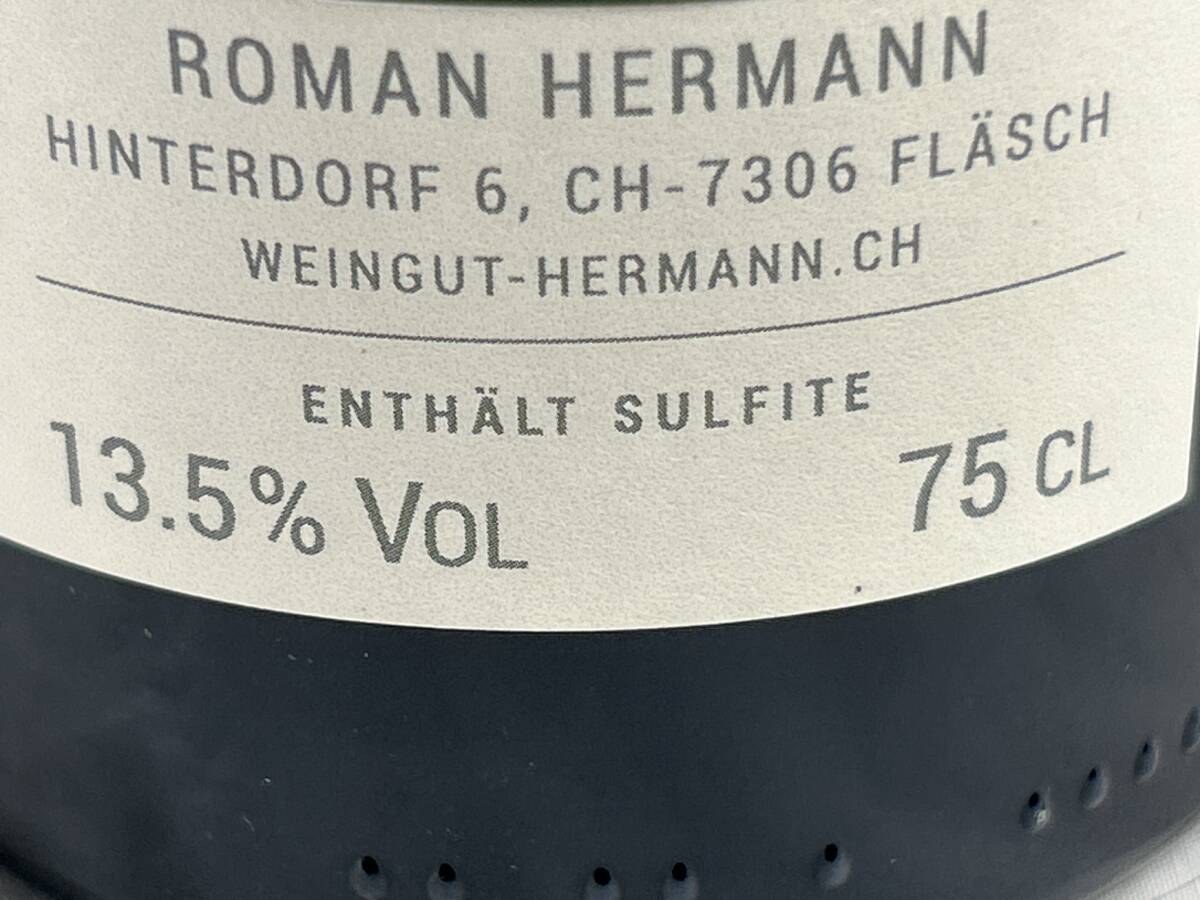 ROMAN HERMANN
HINTERDORF 6, CH-7306 FLÄSCH
WEINGUT-HERMANN.CH
ENTHÄLT SULFITE
13.5% VOL 75 CL